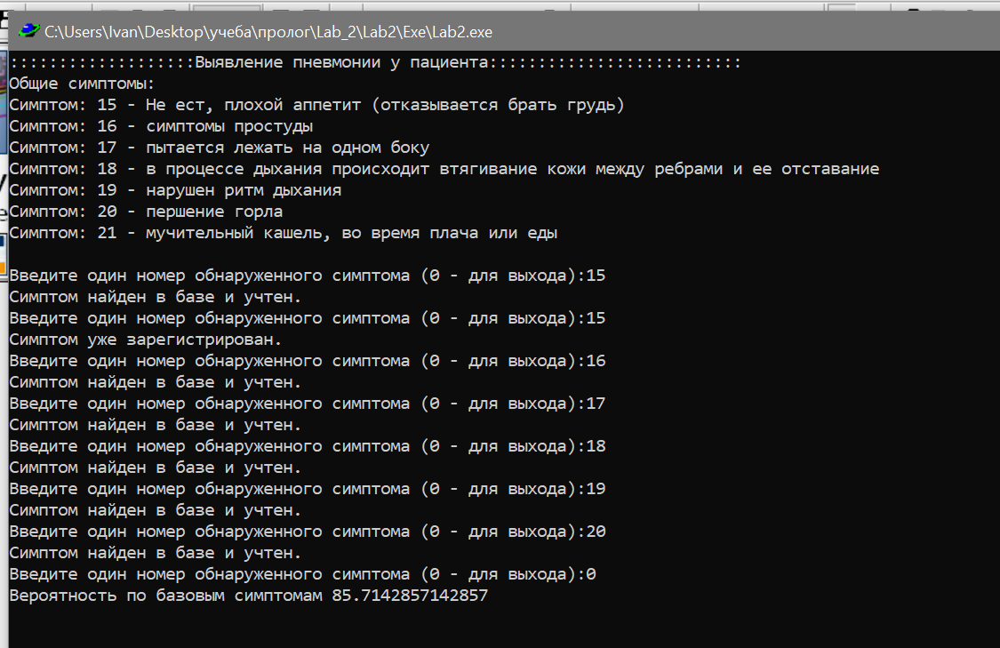 C:\Users\Ivan\Desktop\учеба\пролог\Lab_2\Lab2\Exe\Lab2.exe
:::::::::::::::::::Выявление пневмонии у пациента::::::::::::::::::::::::::
Общие симптомы:
Симптом: 15 - Не ест, плохой аппетит (отказывается брать грудь)
Симптом: 16 - симптомы простуды
Симптом: 17 - пытается лежать на одном боку
Симптом: 18 - в процессе дыхания происходит втягивание кожи между ребрами и ее отставание
Симптом: 19 - нарушен ритм дыхания
Симптом: 20 - першение горла
Симптом: 21 - мучительный кашель, во время плача или еды
Введите один номер обнаруженного симптома (0 - для выхода):15
Симптом найден в базе и учтен.
Введите один номер обнаруженного симптома (0 - для выхода):15
Симптом уже зарегистрирован.
Введите один номер обнаруженного симптома (0 - для выхода):16
Симптом найден в базе и учтен.
Введите один номер обнаруженного симптома (0 - для выхода):17
Симптом найден в базе и учтен.
Введите один номер обнаруженного симптома (0 - для выхода):18
Симптом найден в базе и учтен.
Введите один номер обнаруженного симптома (0 - для выхода):19
Симптом найден в базе и учтен.
Введите один номер обнаруженного симптома (0 - для выхода):20
Симптом найден в базе и учтен.
Введите один номер обнаруженного симптома (0 - для выхода):0
Вероятность по базовым симптомам 85.7142857142857